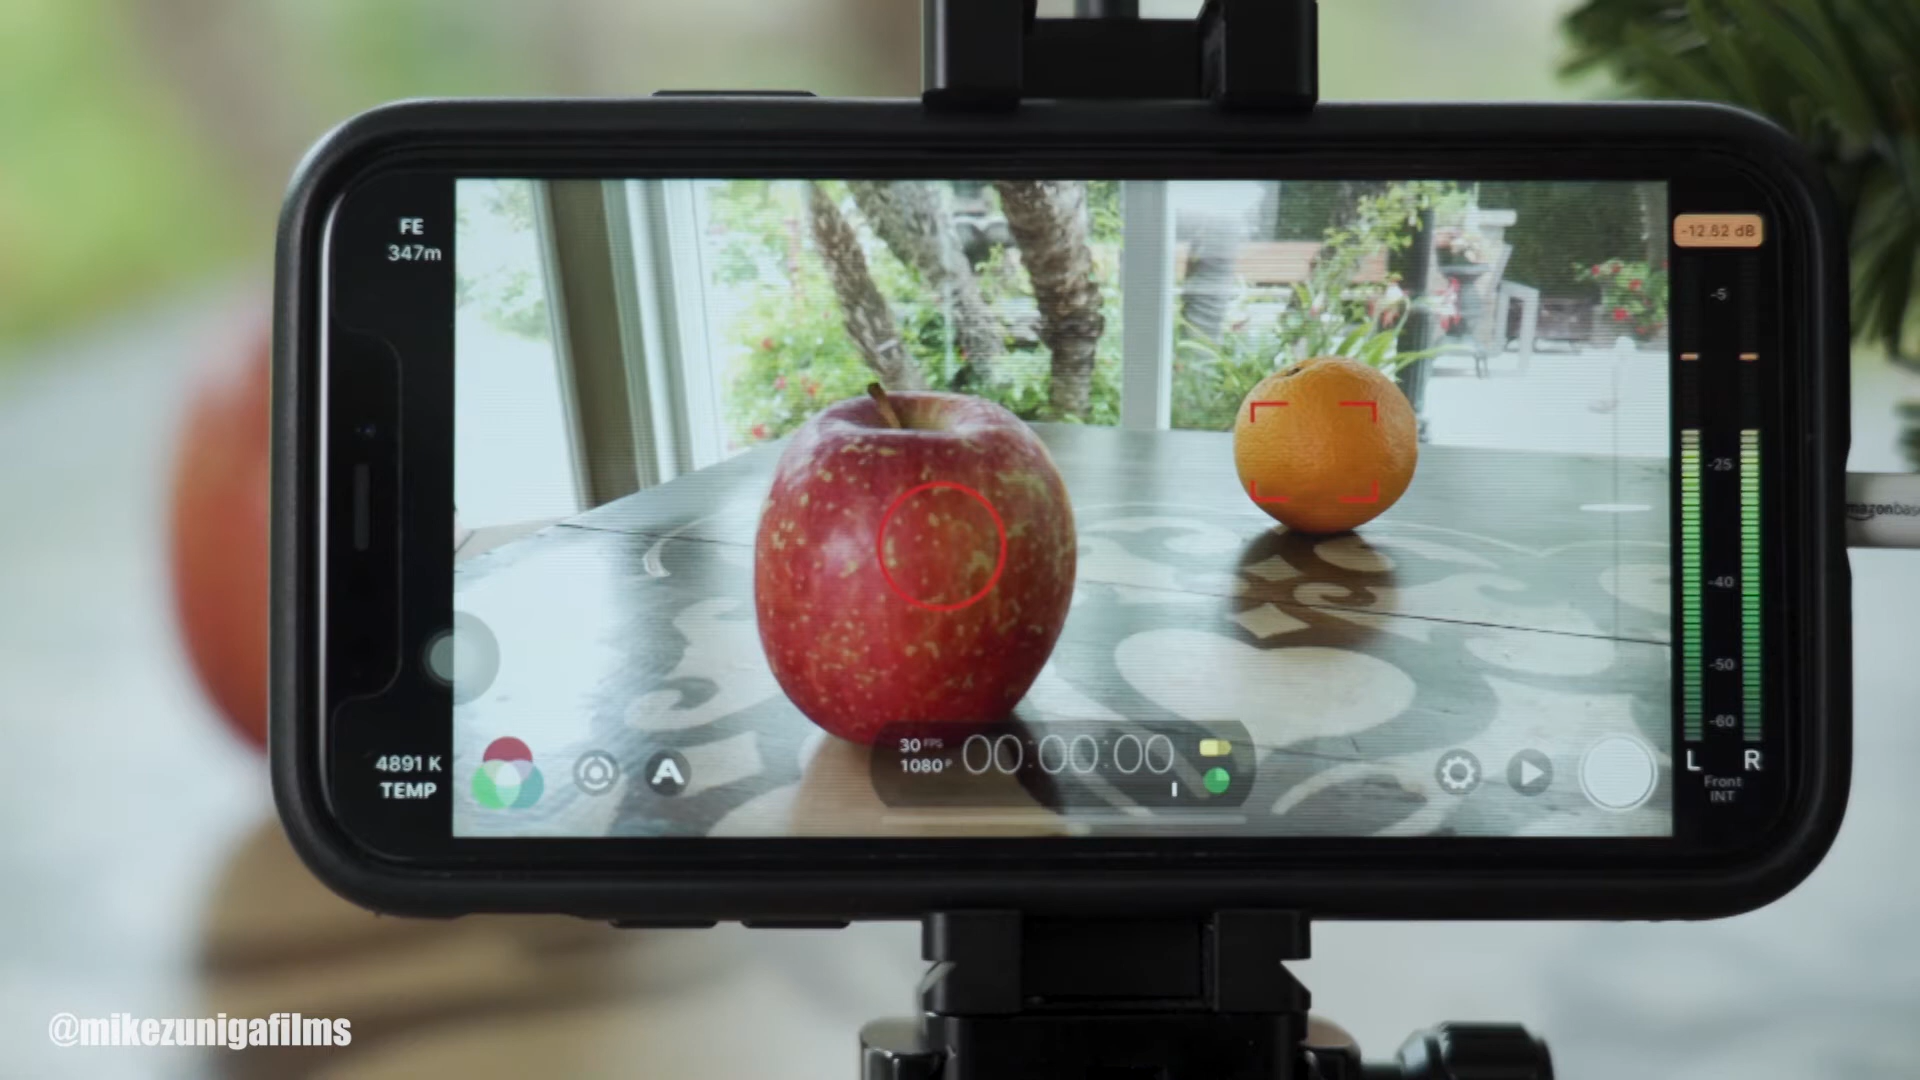 FE
347m
-12.62 dB
-5
-25
-40
-50
-60
L R
Front
INT
4891 K
TEMP
A
30 FPS
1080P
00:00:00
@mikezunigafilms